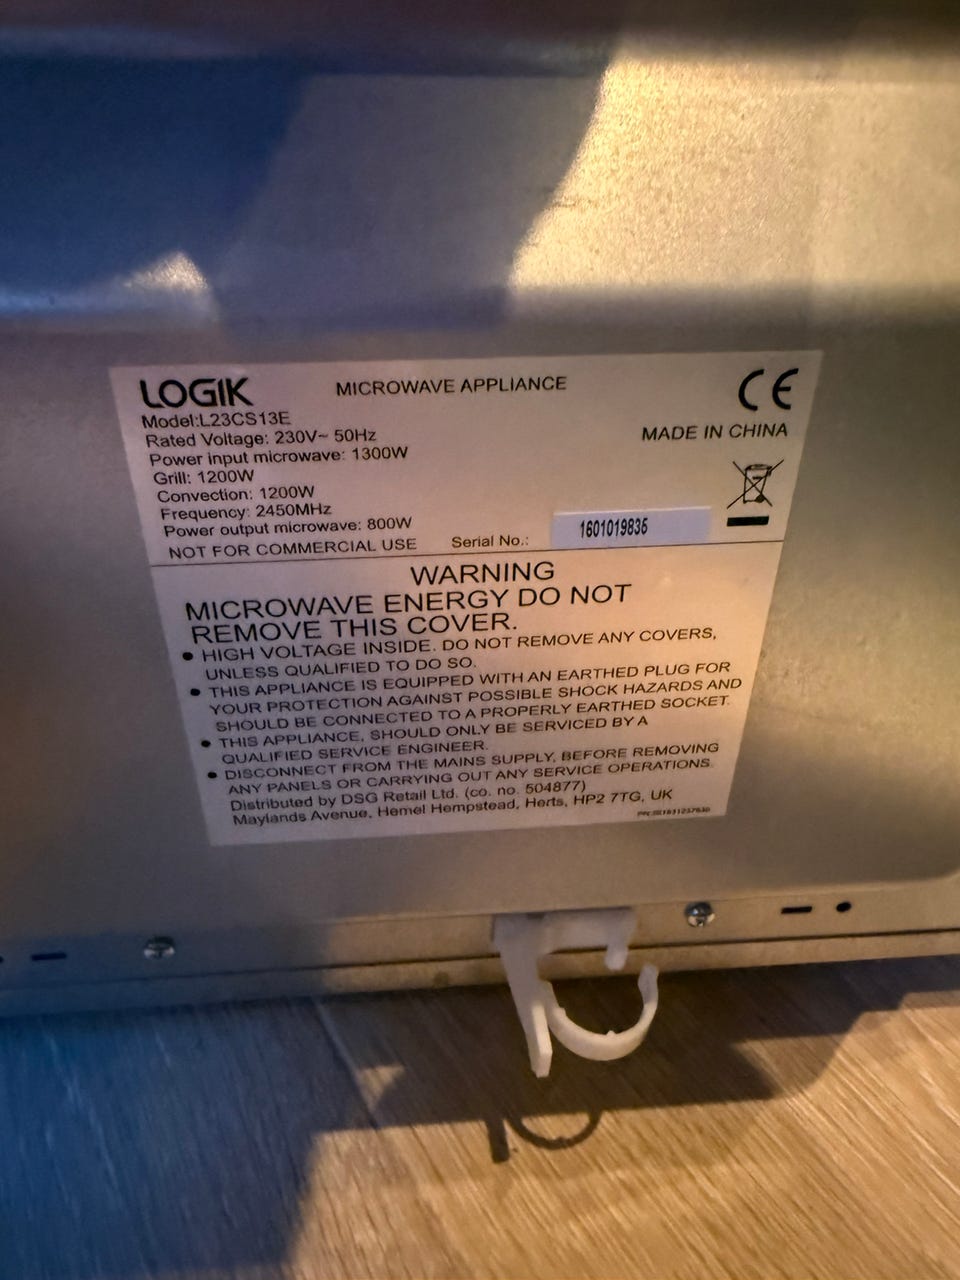 LOGIK
MICROWAVE APPLIANCE
CE
Model:L23CS13E
Rated Voltage: 230V~ 50Hz
MADE IN CHINA
Power input microwave: 1300W
Grill: 1200W
Convection: 1200W
Frequency: 2450MHz
Power output microwave: 800W
NOT FOR COMMERCIAL USE
Serial No.: 1601019836
WARNING
MICROWAVE ENERGY DO NOT
REMOVE THIS COVER.
● HIGH VOLTAGE INSIDE. DO NOT REMOVE ANY COVERS,
UNLESS QUALIFIED TO DO SO.
● THIS APPLIANCE IS EQUIPPED WITH AN EARTHED PLUG FOR
YOUR PROTECTION AGAINST POSSIBLE SHOCK HAZARDS AND
SHOULD BE CONNECTED TO A PROPERLY EARTHED SOCKET.
● THIS APPLIANCE, SHOULD ONLY BE SERVICED BY A
QUALIFIED SERVICE ENGINEER.
● DISCONNECT FROM THE MAINS SUPPLY, BEFORE REMOVING
ANY PANELS OR CARRYING OUT ANY SERVICE OPERATIONS.
Distributed by DSG Retail Ltd. (co. no. 504877)
Maylands Avenue, Hemel Hempstead, Herts, HP2 7TG, UK